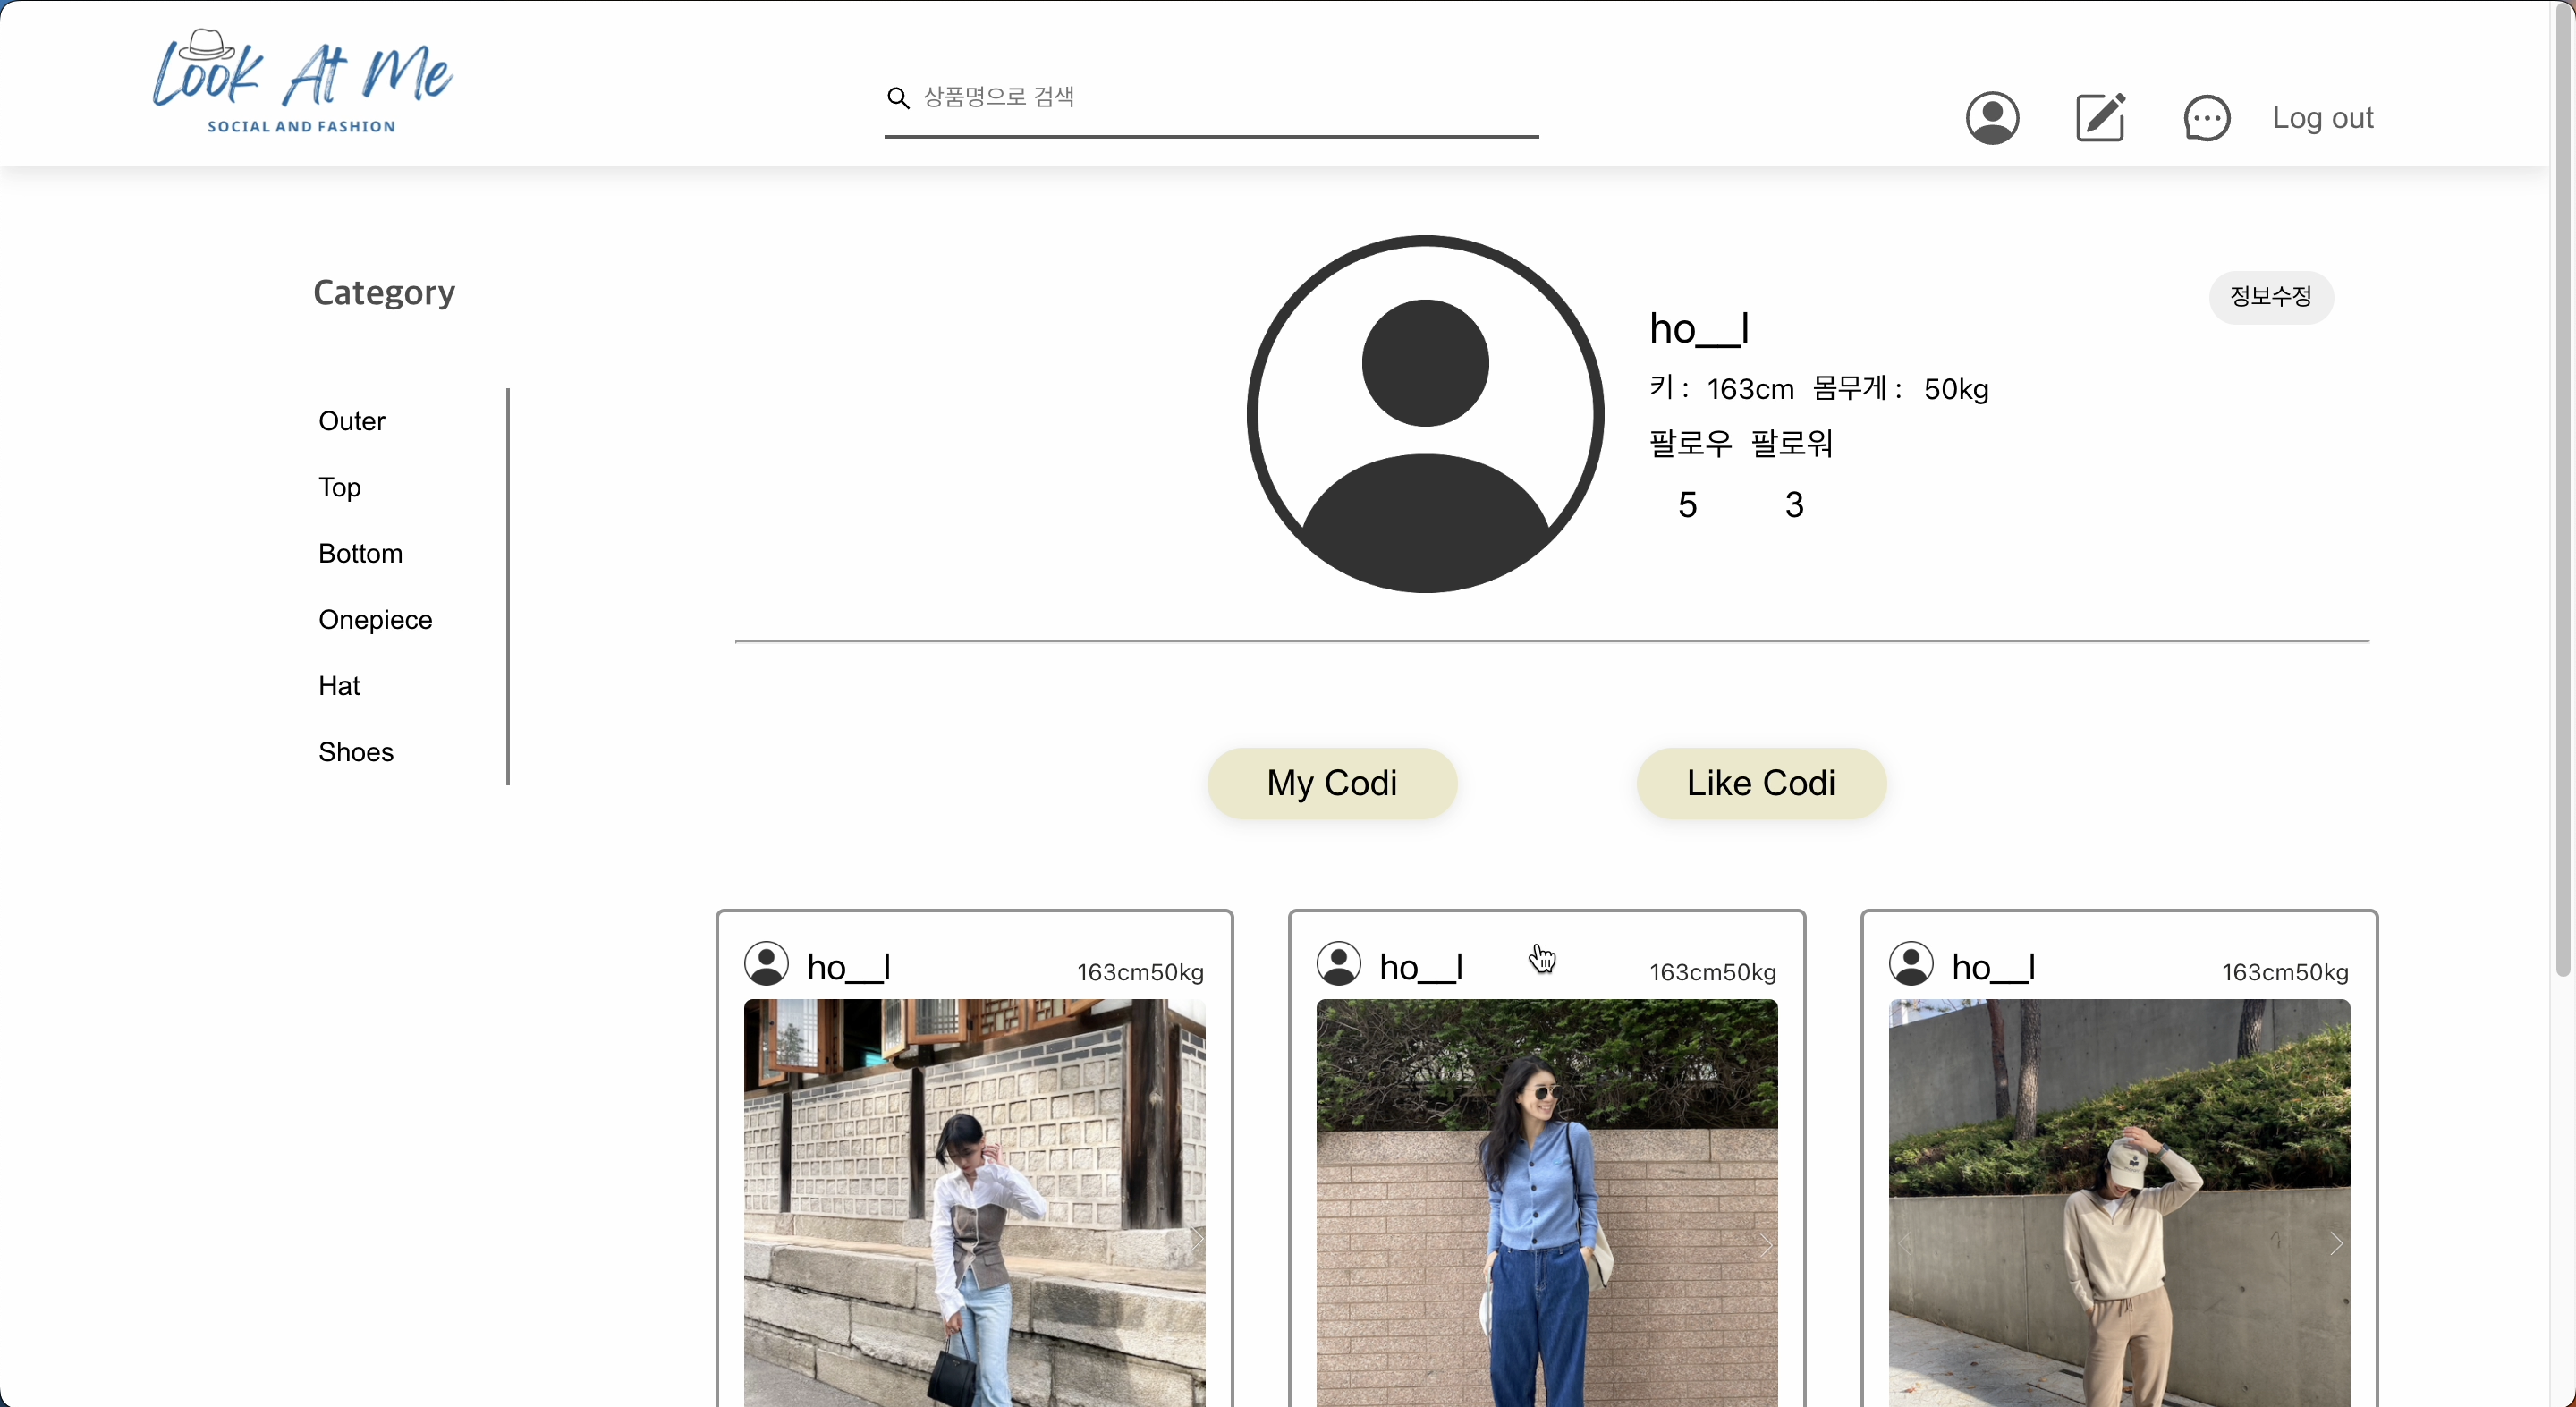 Look At Me
SOCIAL AND FASHION
상품명으로 검색
Log out
Category
Outer
Top
Bottom
Onepiece
Hat
Shoes
정보수정
ho__l
키 : 163cm 몸무게 : 50kg
팔로우 팔로워
5 3
My Codi
Like Codi
ho__l 163cm50kg
ho__l 163cm50kg
ho__l 163cm50kg